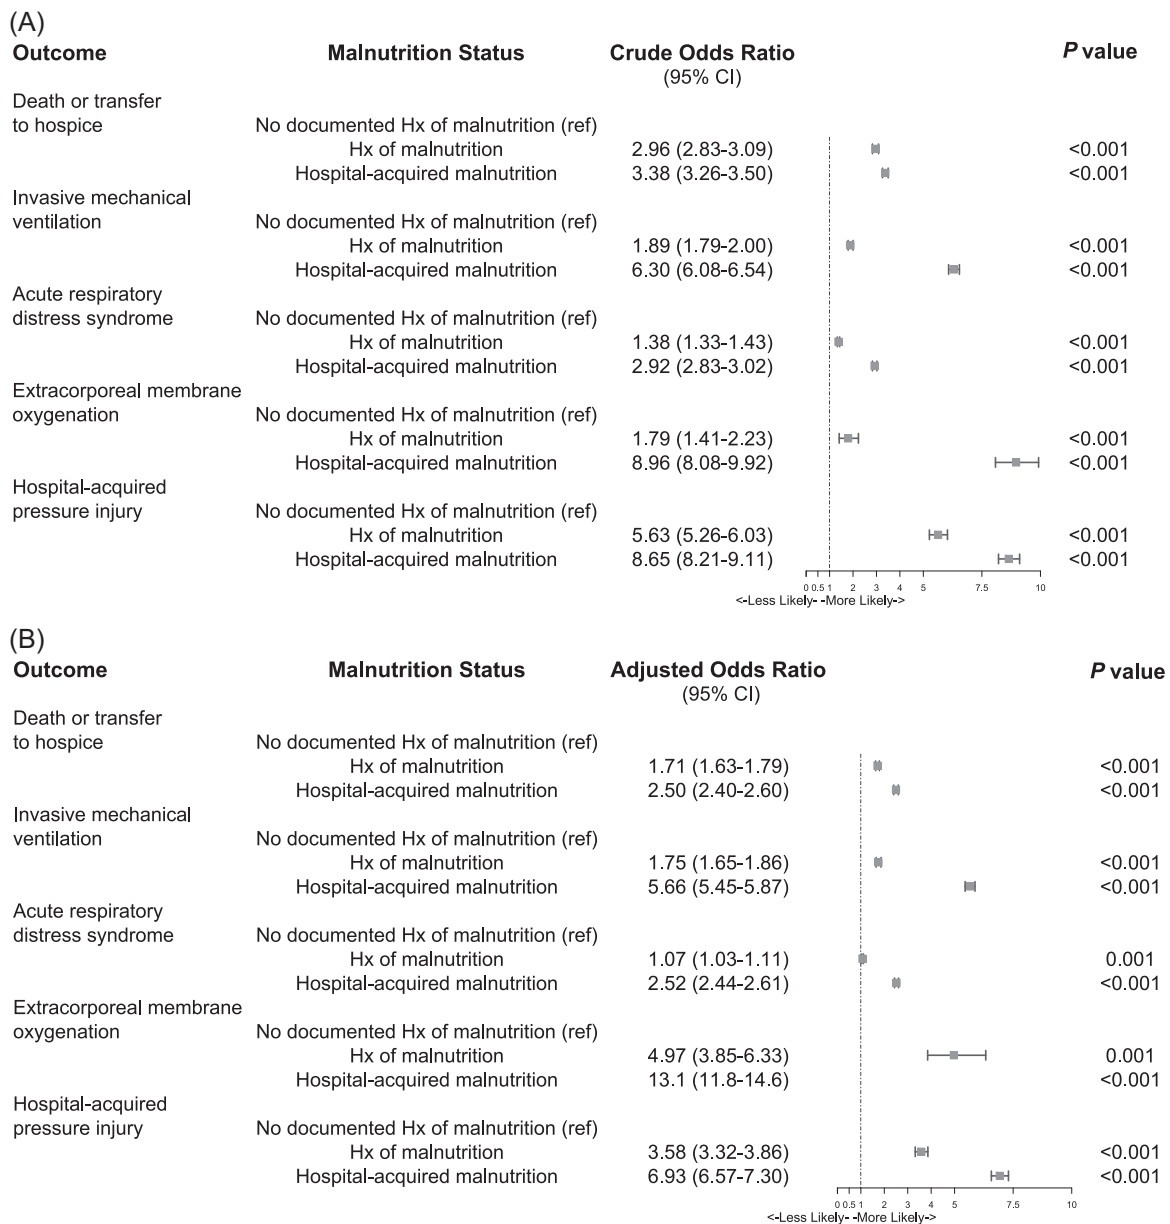 (A)
Outcome Malnutrition Status Crude Odds Ratio P value
(95% CI)
Death or transfer
to hospice No documented Hx of malnutrition (ref)
Hx of malnutrition 2.96 (2.83-3.09) <0.001
Hospital-acquired malnutrition 3.38 (3.26-3.50) <0.001
Invasive mechanical
ventilation No documented Hx of malnutrition (ref)
Hx of malnutrition 1.89 (1.79-2.00) <0.001
Hospital-acquired malnutrition 6.30 (6.08-6.54) <0.001
Acute respiratory
distress syndrome No documented Hx of malnutrition (ref)
Hx of malnutrition 1.38 (1.33-1.43) <0.001
Hospital-acquired malnutrition 2.92 (2.83-3.02) <0.001
Extracorporeal membrane
oxygenation No documented Hx of malnutrition (ref)
Hx of malnutrition 1.79 (1.41-2.23) <0.001
Hospital-acquired malnutrition 8.96 (8.08-9.92) <0.001
Hospital-acquired
pressure injury No documented Hx of malnutrition (ref)
Hx of malnutrition 5.63 (5.26-6.03) <0.001
Hospital-acquired malnutrition 8.65 (8.21-9.11) <0.001
0 0.5 1 2 3 4 5 7.5 10
<-Less Likely- -More Likely->
(B)
Outcome Malnutrition Status Adjusted Odds Ratio P value
(95% CI)
Death or transfer
to hospice No documented Hx of malnutrition (ref)
Hx of malnutrition 1.71 (1.63-1.79) <0.001
Hospital-acquired malnutrition 2.50 (2.40-2.60) <0.001
Invasive mechanical
ventilation No documented Hx of malnutrition (ref)
Hx of malnutrition 1.75 (1.65-1.86) <0.001
Hospital-acquired malnutrition 5.66 (5.45-5.87) <0.001
Acute respiratory
distress syndrome No documented Hx of malnutrition (ref)
Hx of malnutrition 1.07 (1.03-1.11) 0.001
Hospital-acquired malnutrition 2.52 (2.44-2.61) <0.001
Extracorporeal membrane
oxygenation No documented Hx of malnutrition (ref)
Hx of malnutrition 4.97 (3.85-6.33) 0.001
Hospital-acquired malnutrition 13.1 (11.8-14.6) <0.001
Hospital-acquired
pressure injury No documented Hx of malnutrition (ref)
Hx of malnutrition 3.58 (3.32-3.86) <0.001
Hospital-acquired malnutrition 6.93 (6.57-7.30) <0.001
0 0.5 1 2 3 4 5 7.5 10
<-Less Likely- -More Likely->